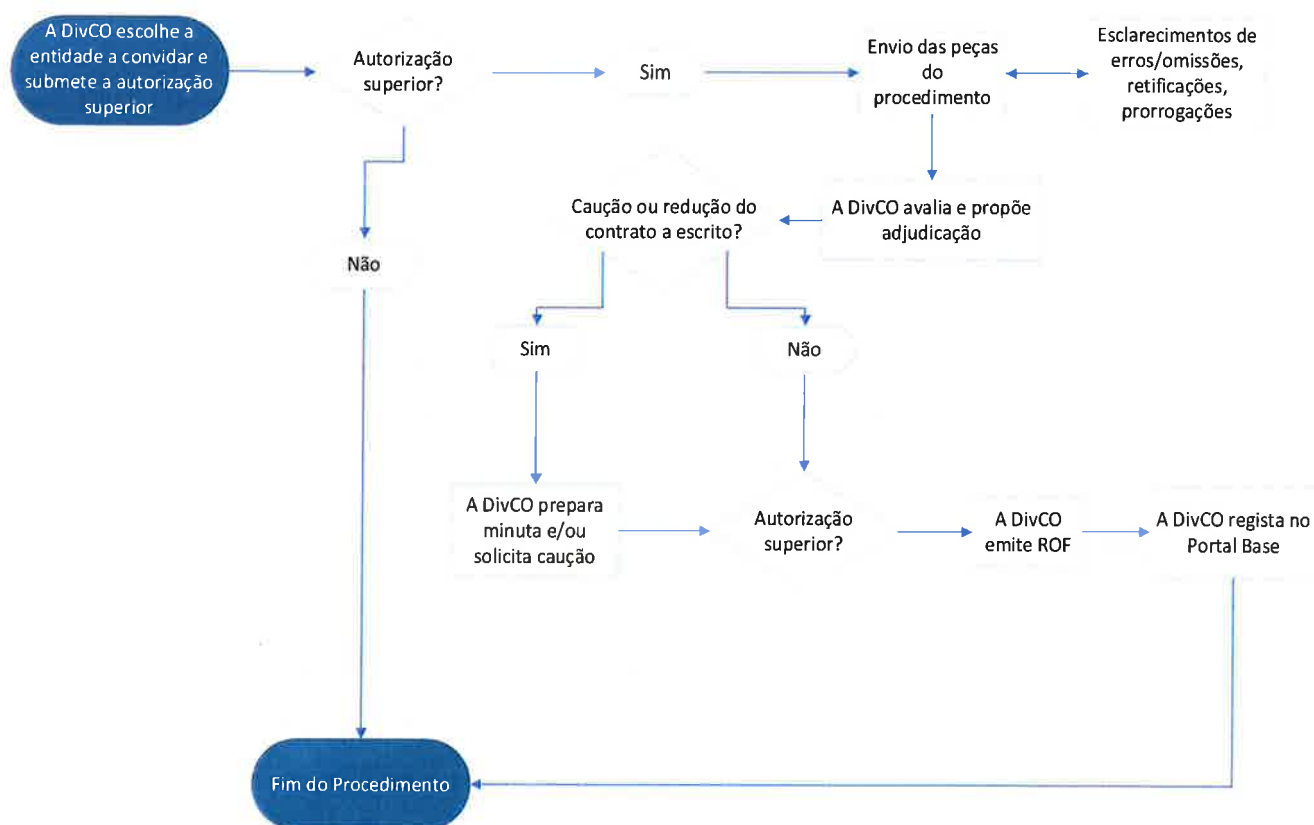 A DivCO escolhe a
entidade a convidar e
submete a autorização
superior
Autorização
superior?
Sim
Envio das peças
do
procedimento
Esclarecimentos de
erros/omissões,
retificações,
prorrogações
Caução ou redução do
contrato a escrito?
A DivCO avalia e propõe
adjudicação
Não
Sim
Não
A DivCO prepara
minuta e/ou
solicita caução
Autorização
superior?
A DivCO
emite ROF
A DivCO regista no
Portal Base
Fim do Procedimento